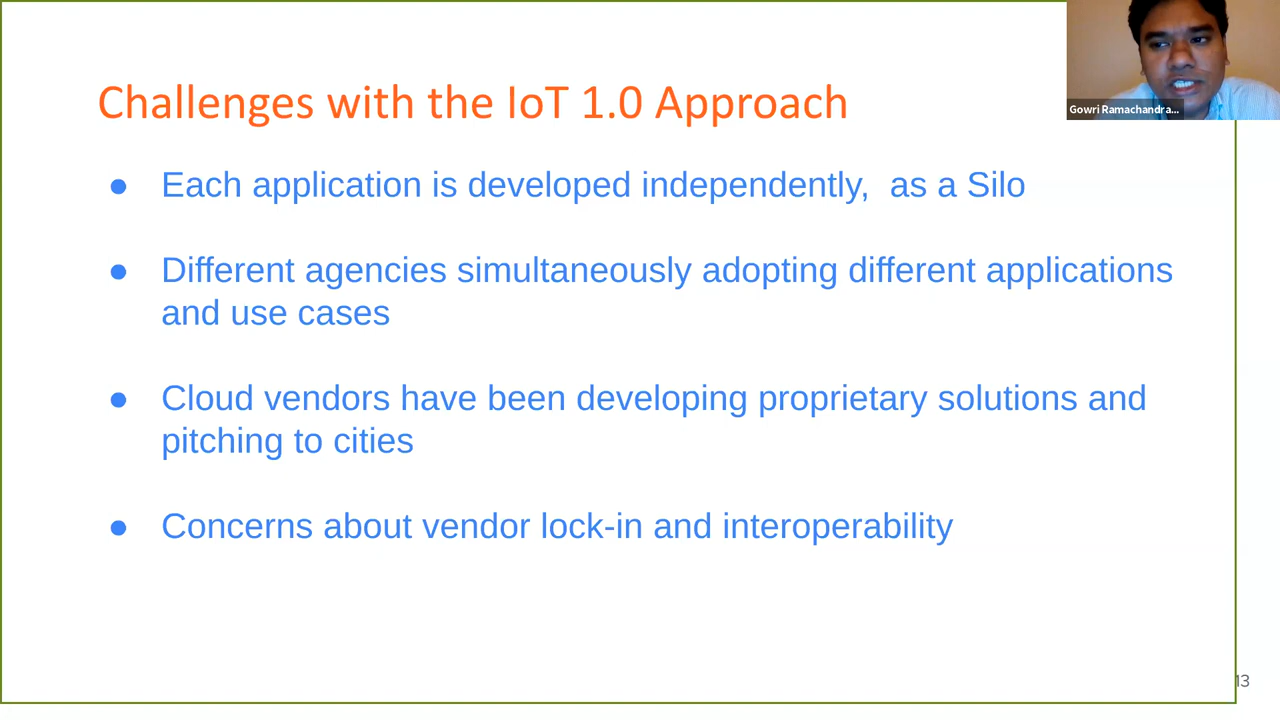 Challenges with the IoT 1.0 Approach
Gowri Ramachandra...
● Each application is developed independently,  as a Silo
● Different agencies simultaneously adopting different applications
and use cases
● Cloud vendors have been developing proprietary solutions and
pitching to cities
● Concerns about vendor lock-in and interoperability
13